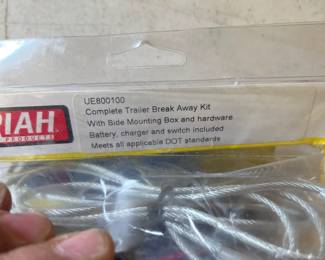 RIAH
PRODUCTS
UE800100
Complete Trailer Break Away Kit
With Side Mounting Box and hardware
Battery, charger and switch included
Meets all applicable DOT standards